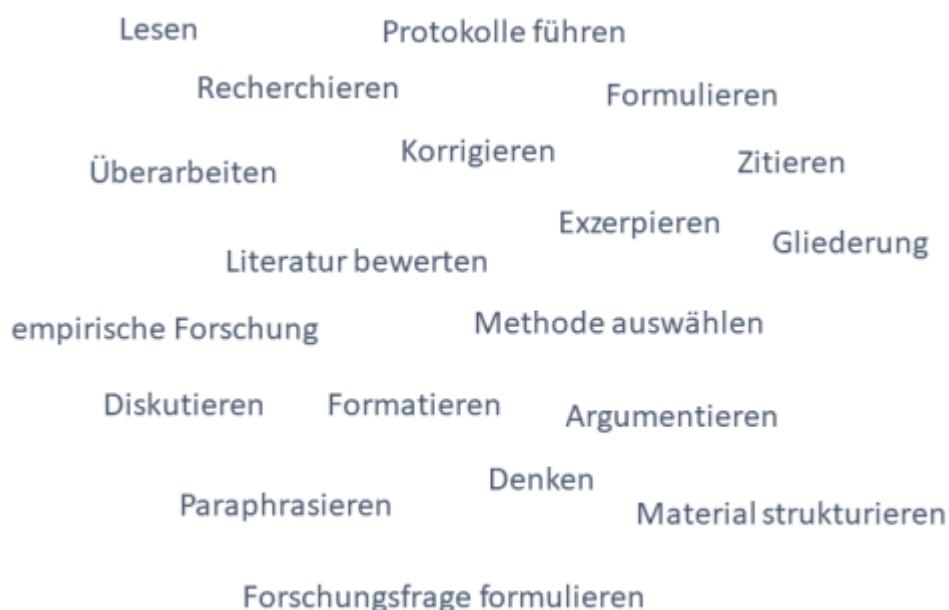 Lesen
Protokolle führen
Recherchieren
Formulieren
Korrigieren
Überarbeiten
Zitieren
Exzerpieren
Gliederung
Literatur bewerten
empirische Forschung
Methode auswählen
Diskutieren
Formatieren
Argumentieren
Denken
Paraphrasieren
Material strukturieren
Forschungsfrage formulieren